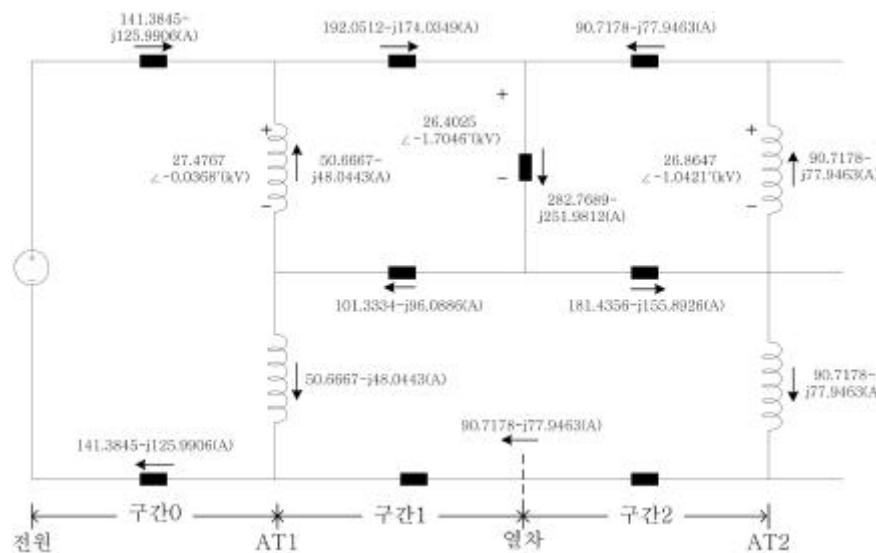 141.3845-
j125.9906(A)
192.0512-j174.0349(A)
90.7178-j77.9463(A)
+
27.4767
∠-0.0368°(kV)
−
50.6667-
j48.0443(A)
+
26.4025
∠-1.7046°(kV)
−
282.7689-
j251.9812(A)
+
26.8647
∠-1.0421°(kV)
−
90.7178-
j77.9463(A)
+
−
101.3334-j96.0886(A)
181.4356-j155.8926(A)
50.6667-j48.0443(A)
90.7178-
j77.9463(A
141.3845-j125.9906(A)
90.7178-j77.9463(A)
구간0
구간1
구간2
전원
AT1
열차
AT2